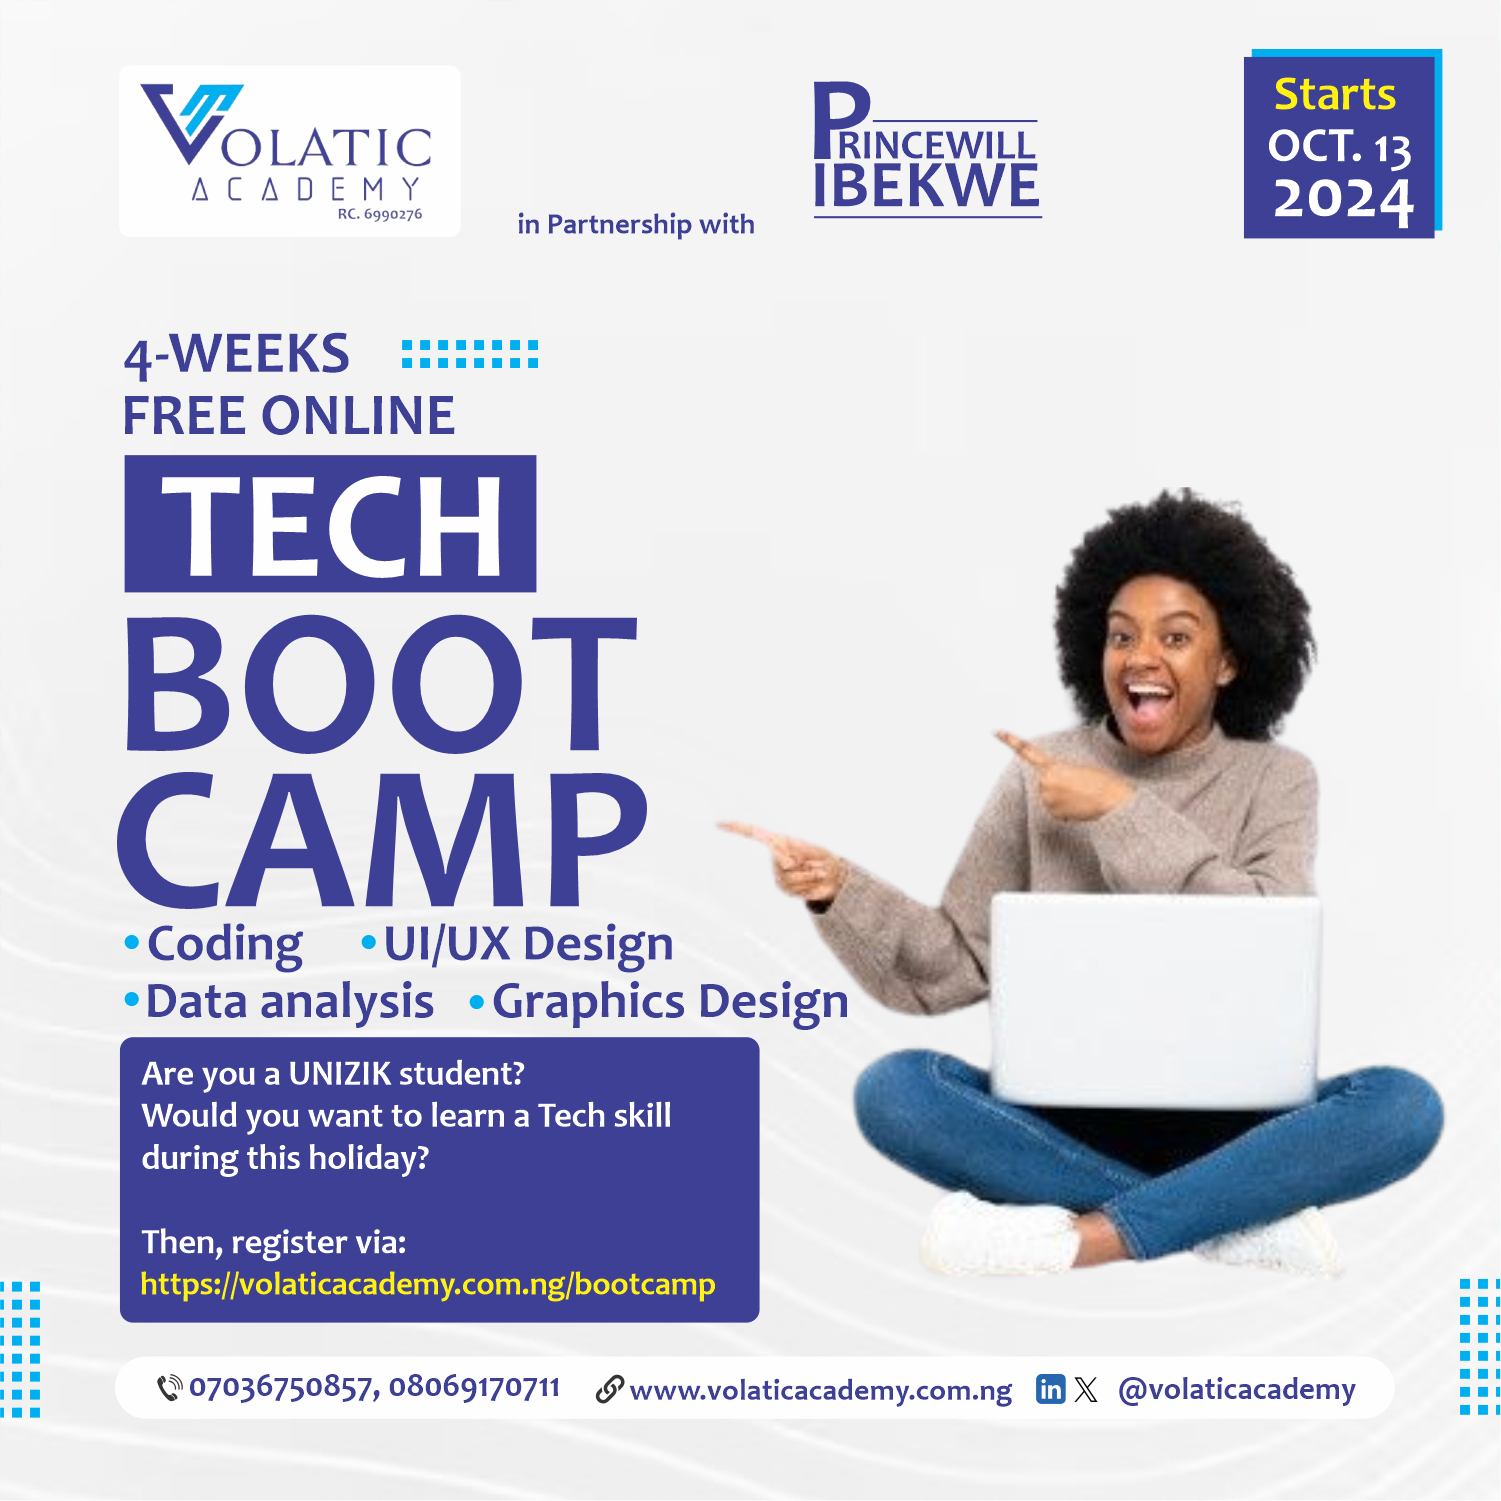 VOLATIC
ACADEMY
RC. 6990276
in Partnership with
PRINCEWILL
IBEKWE
Starts
OCT. 13
2024
4-WEEKS
FREE ONLINE
TECH
BOOT
CAMP
•Coding •UI/UX Design
•Data analysis •Graphics Design
Are you a UNIZIK student?
Would you want to learn a Tech skill
during this holiday?
Then, register via:
https://volaticacademy.com.ng/bootcamp
07036750857, 08069170711 www.volaticacademy.com.ng in X @volaticacademy